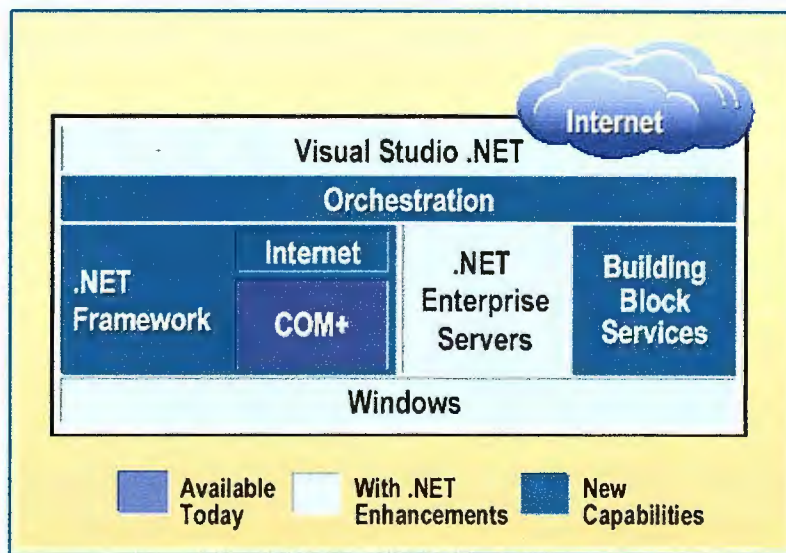 Internet
Visual Studio .NET
Orchestration
.NET
Framework
Internet
COM+
.NET
Enterprise
Servers
Building
Block
Services
Windows
Available
Today
With .NET
Enhancements
New
Capabilities